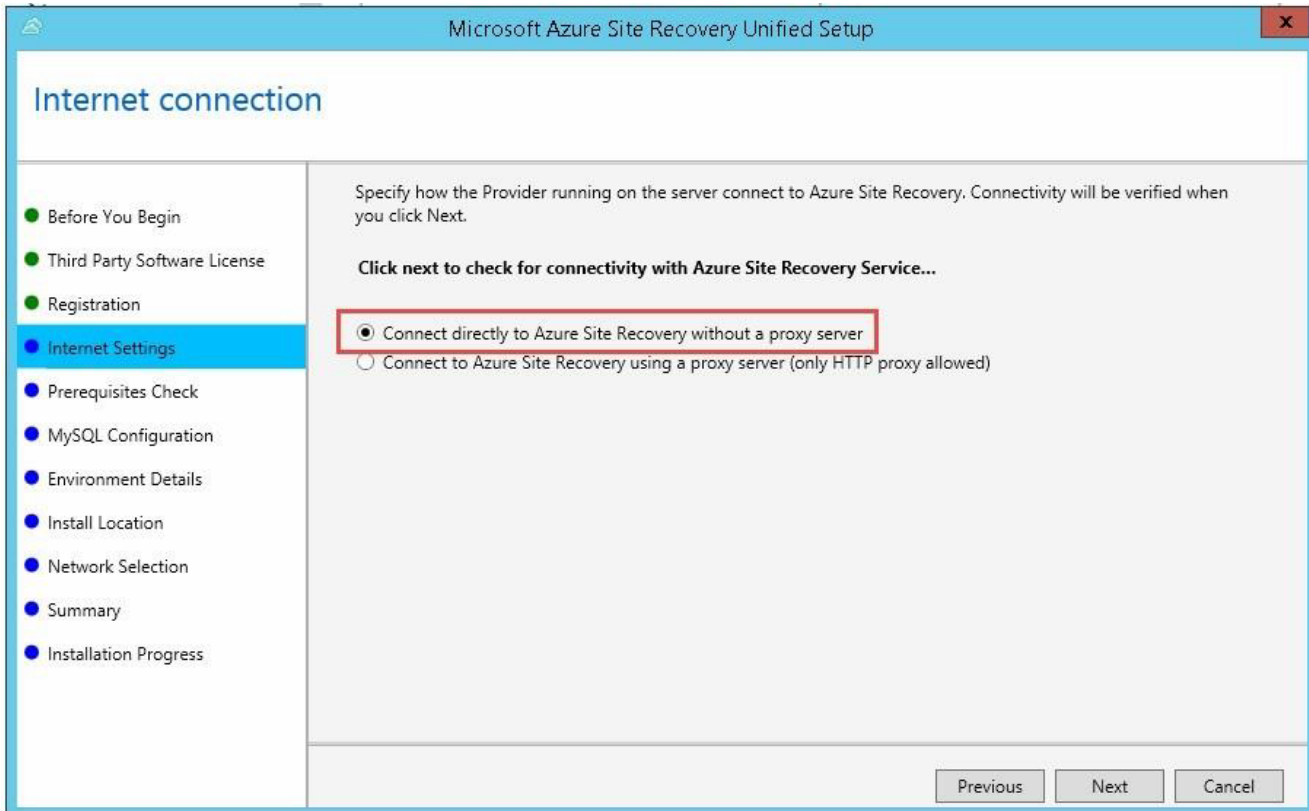 Microsoft Azure Site Recovery Unified Setup
x
Internet connection
Before You Begin
Third Party Software License
Registration
Internet Settings
Prerequisites Check
MySQL Configuration
Environment Details
Install Location
Network Selection
Summary
Installation Progress
Specify how the Provider running on the server connect to Azure Site Recovery. Connectivity will be verified when
you click Next.
Click next to check for connectivity with Azure Site Recovery Service...
Connect directly to Azure Site Recovery without a proxy server
Connect to Azure Site Recovery using a proxy server (only HTTP proxy allowed)
Previous
Next
Cancel